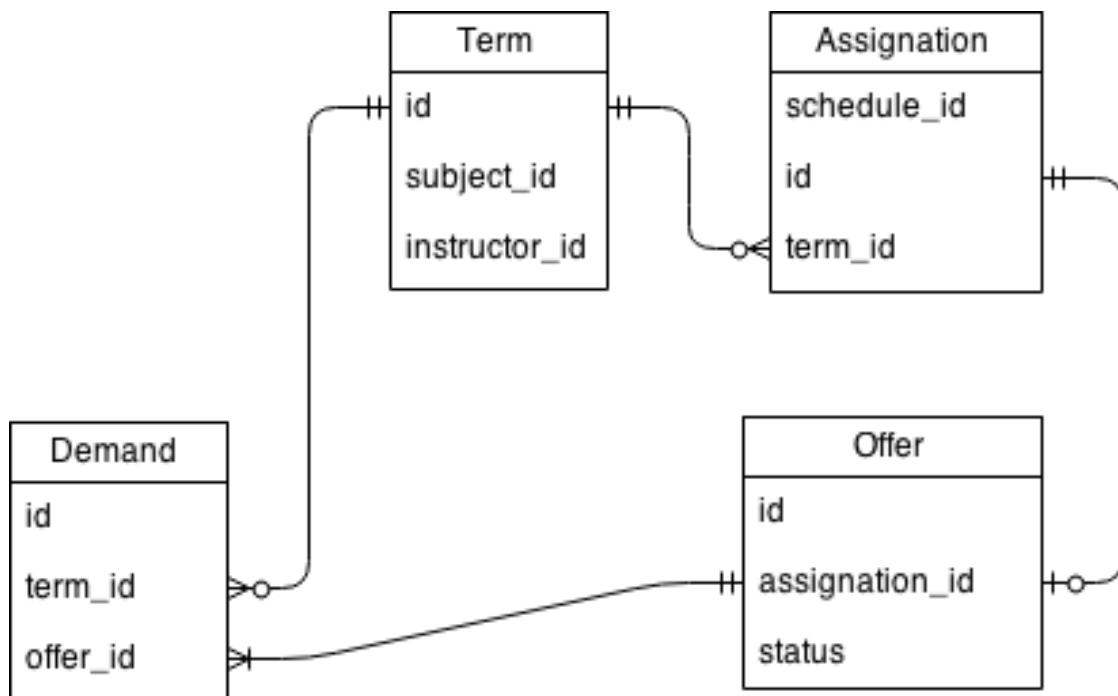 Term
id
subject_id
instructor_id
Assignation
schedule_id
id
term_id
Demand
id
term_id
offer_id
Offer
id
assignation_id
status